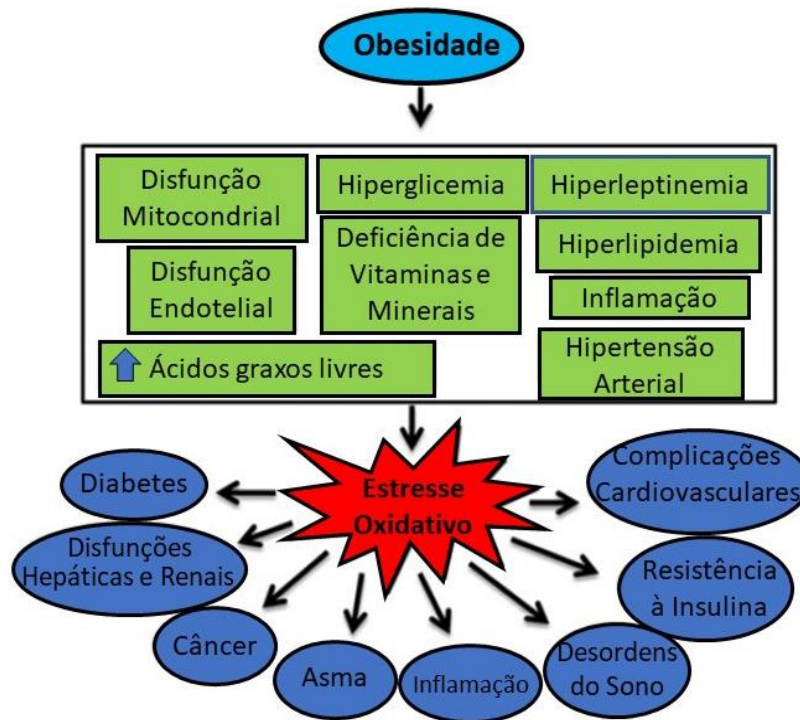 Obesidade
Disfunção
Mitocondrial
Hiperglicemia
Hiperleptinemia
Disfunção
Endotelial
Deficiência de
Vitaminas e
Minerais
Hiperlipidemia
Inflamação
Ácidos graxos livres
Hipertensão
Arterial
Estresse
Oxidativo
Diabetes
Disfunções
Hepáticas e Renais
Câncer
Asma
Inflamação
Desordens
do Sono
Resistência
à Insulina
Complicações
Cardiovasculares